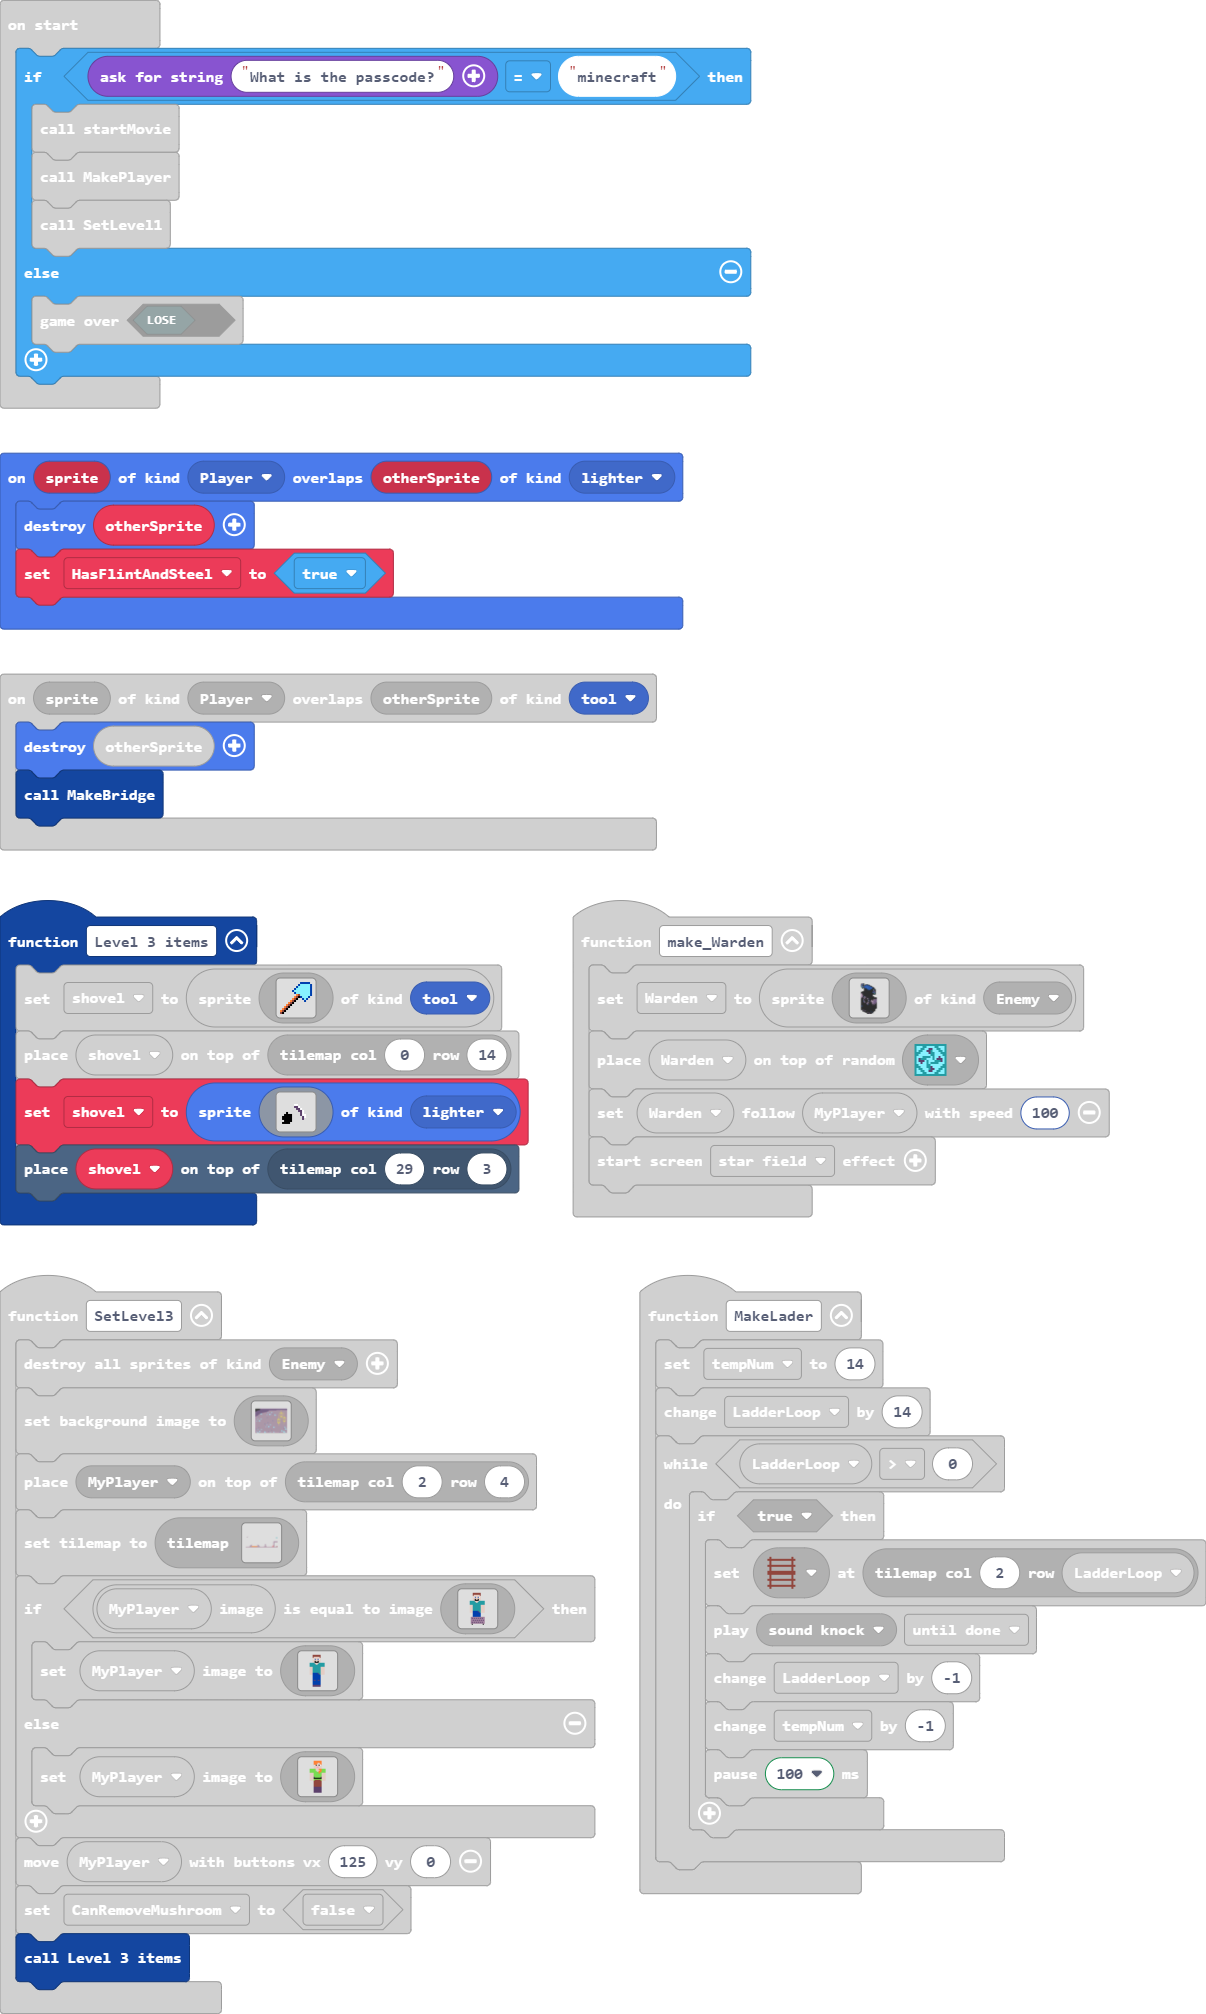 on start
if ask for string "What is the passcode?" = "minecraft" then
call startMovie
call MakePlayer
call SetLevel1
else
game over LOSE
on sprite of kind Player overlaps otherSprite of kind lighter
destroy otherSprite
set HasFlintAndSteel to true
on sprite of kind Player overlaps otherSprite of kind tool
destroy otherSprite
call MakeBridge
function Level 3 items
set shovel to sprite of kind tool
place shovel on top of tilemap col 0 row 14
set shovel to sprite of kind lighter
place shovel on top of tilemap col 29 row 3
function make_Warden
set Warden to sprite of kind Enemy
place Warden on top of random
set Warden follow MyPlayer with speed 100
start screen star field effect
function SetLevel3
destroy all sprites of kind Enemy
set background image to
place MyPlayer on top of tilemap col 2 row 4
set tilemap to tilemap
if MyPlayer image is equal to image then
set MyPlayer image to
else
set MyPlayer image to
move MyPlayer with buttons vx 125 vy 0
set CanRemoveMushroom to false
call Level 3 items
function MakeLader
set tempNum to 14
change LadderLoop by 14
while LadderLoop > 0
do
if true then
set at tilemap col 2 row LadderLoop
play sound knock until done
change LadderLoop by -1
change tempNum by -1
pause 100 ms